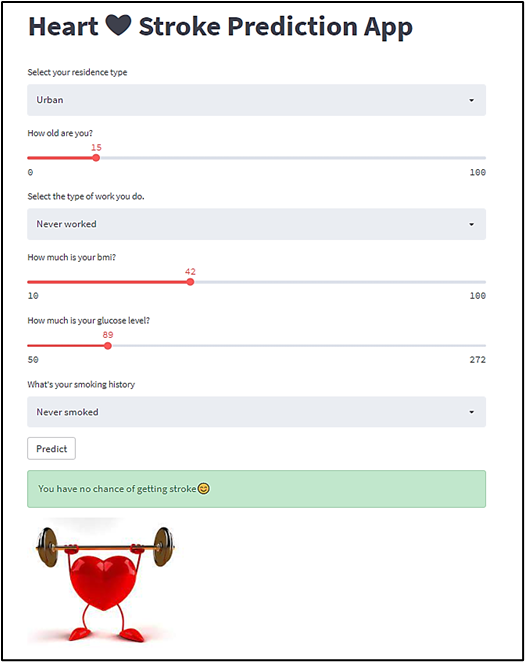 Heart 🖤 Stroke Prediction App
Select your residence type
Urban
How old are you?
15
0 100
Select the type of work you do.
Never worked
How much is your bmi?
42
10 100
How much is your glucose level?
89
50 272
What's your smoking history
Never smoked
Predict
You have no chance of getting stroke😊